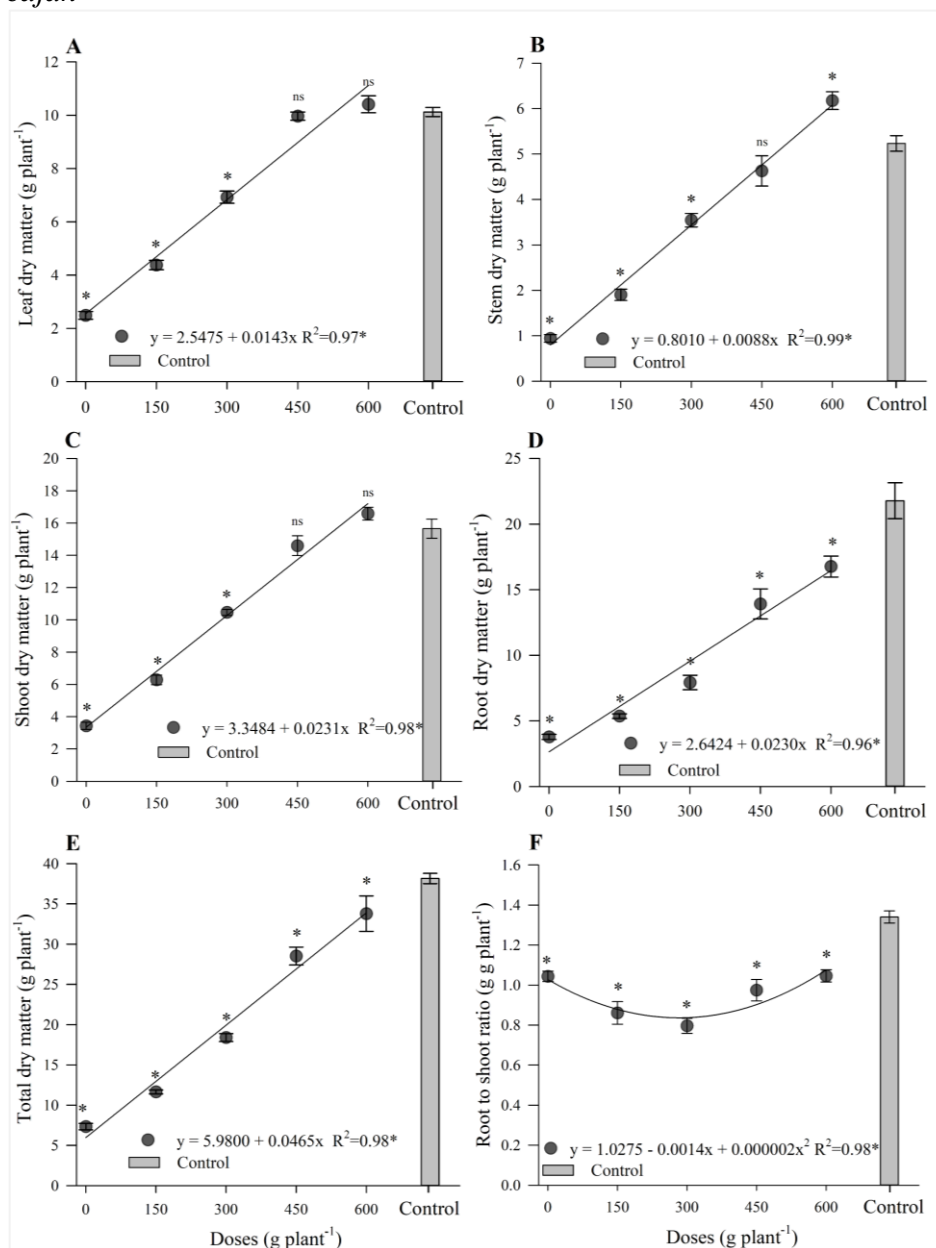 A
Leaf dry matter (g plant⁻¹)
12
10
8
6
4
2
0
*
*
*
ns
ns
y = 2.5475 + 0.0143x R²=0.97*
Control
0 150 300 450 600 Control
B
Stem dry matter (g plant⁻¹)
7
6
5
4
3
2
1
0
*
*
*
ns
*
y = 0.8010 + 0.0088x R²=0.99*
Control
0 150 300 450 600 Control
C
Shoot dry matter (g plant⁻¹)
20
18
16
14
12
10
8
6
4
2
0
*
*
*
ns
ns
y = 3.3484 + 0.0231x R²=0.98*
Control
0 150 300 450 600 Control
D
Root dry matter (g plant⁻¹)
25
20
15
10
5
0
*
*
*
*
*
y = 2.6424 + 0.0230x R²=0.96*
Control
0 150 300 450 600 Control
E
Total dry matter (g plant⁻¹)
40
35
30
25
20
15
10
5
0
*
*
*
*
*
y = 5.9800 + 0.0465x R²=0.98*
Control
0 150 300 450 600 Control
Doses (g plant⁻¹)
F
Root to shoot ratio (g g plant⁻¹)
1.6
1.4
1.2
1.0
0.8
0.6
0.4
0.2
0.0
*
*
*
*
*
y = 1.0275 - 0.0014x + 0.000002x² R²=0.98*
Control
0 150 300 450 600 Control
Doses (g plant⁻¹)